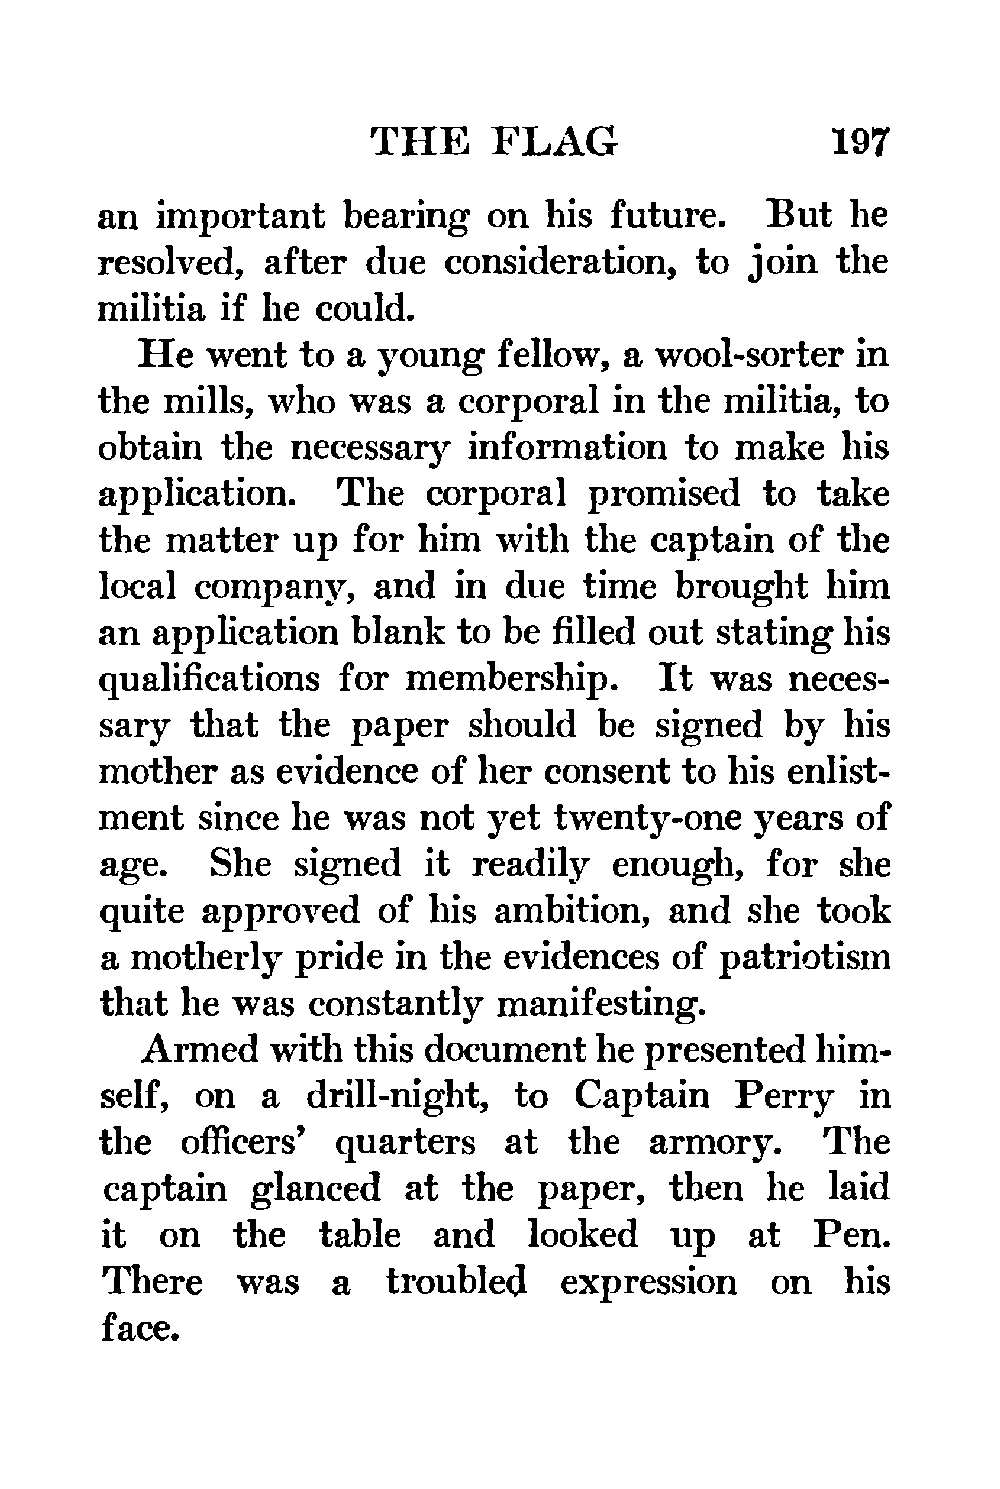 THE FLAG 197
an important bearing on his future. But he
resolved, after due consideration, to join the
militia if he could.
He went to a young fellow, a wool-sorter in
the mills, who was a corporal in the militia, to
obtain the necessary information to make his
application. The corporal promised to take
the matter up for him with the captain of the
local company, and in due time brought him
an application blank to be filled out stating his
qualifications for membership. It was neces-
sary that the paper should be signed by his
mother as evidence of her consent to his enlist-
ment since he was not yet twenty-one years of
age. She signed it readily enough, for she
quite approved of his ambition, and she took
a motherly pride in the evidences of patriotism
that he was constantly manifesting.
Armed with this document he presented him-
self, on a drill-night, to Captain Perry in
the officers' quarters at the armory. The
captain glanced at the paper, then he laid
it on the table and looked up at Pen.
There was a troubled expression on his
face.